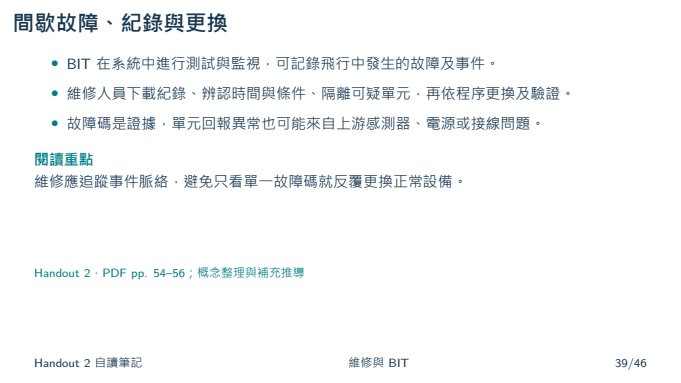 間歇故障、紀錄與更換
• BIT 在系統中進行測試與監視，可記錄飛行中發生的故障及事件。
• 維修人員下載紀錄、辨認時間與條件、隔離可疑單元，再依程序更換及驗證。
• 故障碼是證據，單元回報異常也可能來自上游感測器、電源或接線問題。
閱讀重點
維修應追蹤事件脈絡，避免只看單一故障碼就反覆更換正常設備。
Handout 2 · PDF pp. 54–56；概念整理與補充推導
Handout 2 自讀筆記 維修與 BIT 39/46